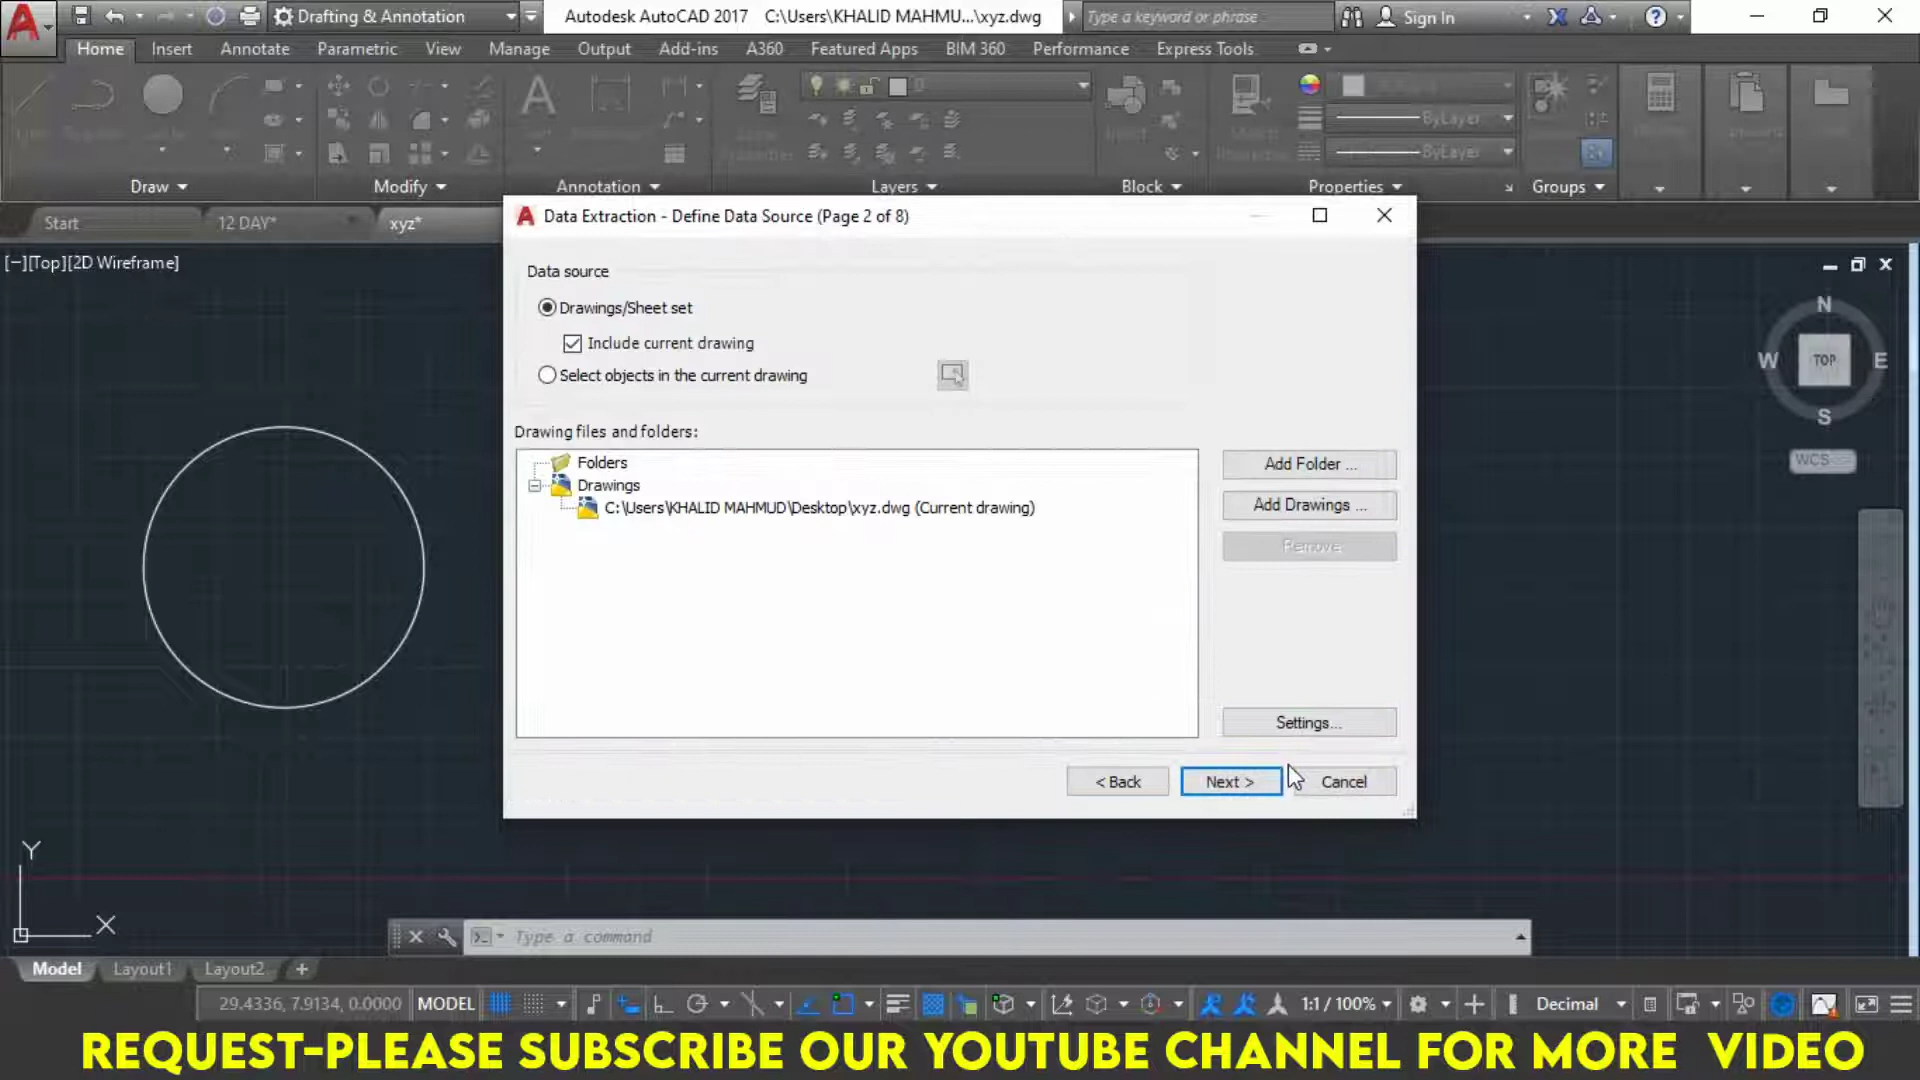 Drafting & Annotation
Autodesk AutoCAD 2017 C:\Users\KHALID MAHMU...\xyz.dwg
Type a keyword or phrase
Sign In
Home Insert Annotate Parametric View Manage Output Add-ins A360 Featured Apps BIM 360 Performance Express Tools
0
ByLayer
ByLayer
Draw Modify Annotation Layers Block Properties Groups
Start 12 DAY* xyz*
[−][Top][2D Wireframe]
Data Extraction - Define Data Source (Page 2 of 8)
Data source
Drawings/Sheet set
Include current drawing
Select objects in the current drawing
Drawing files and folders:
Folders
Drawings
C:\Users\KHALID MAHMUD\Desktop\xyz.dwg (Current drawing)
Add Folder ...
Add Drawings ...
Remove
Settings...
< Back Next > Cancel
N
W TOP E
S
WCS
Y
X
Type a command
Model Layout1 Layout2 +
29.4336, 7.9134, 0.0000 MODEL 1:1 / 100% Decimal
REQUEST-PLEASE SUBSCRIBE OUR YOUTUBE CHANNEL FOR MORE VIDEO